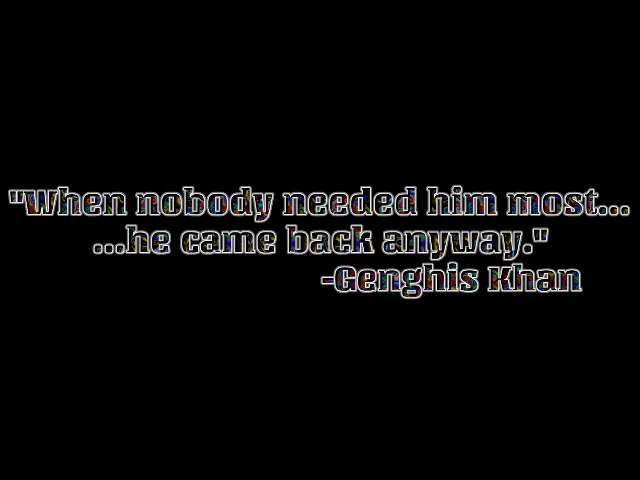 "When nobody needed him most...
...he came back anyway."
-Genghis Khan